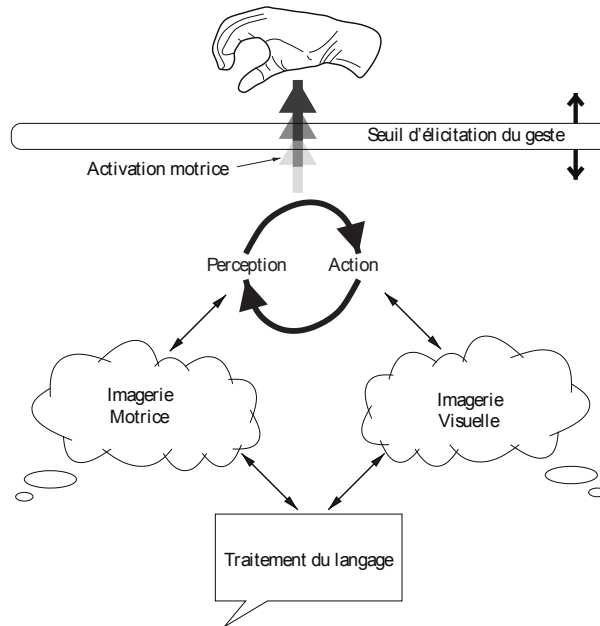 Seuil d'élicitation du geste
Activation motrice
Perception
Action
Imagerie
Motrice
Imagerie
Visuelle
Traitement du langage